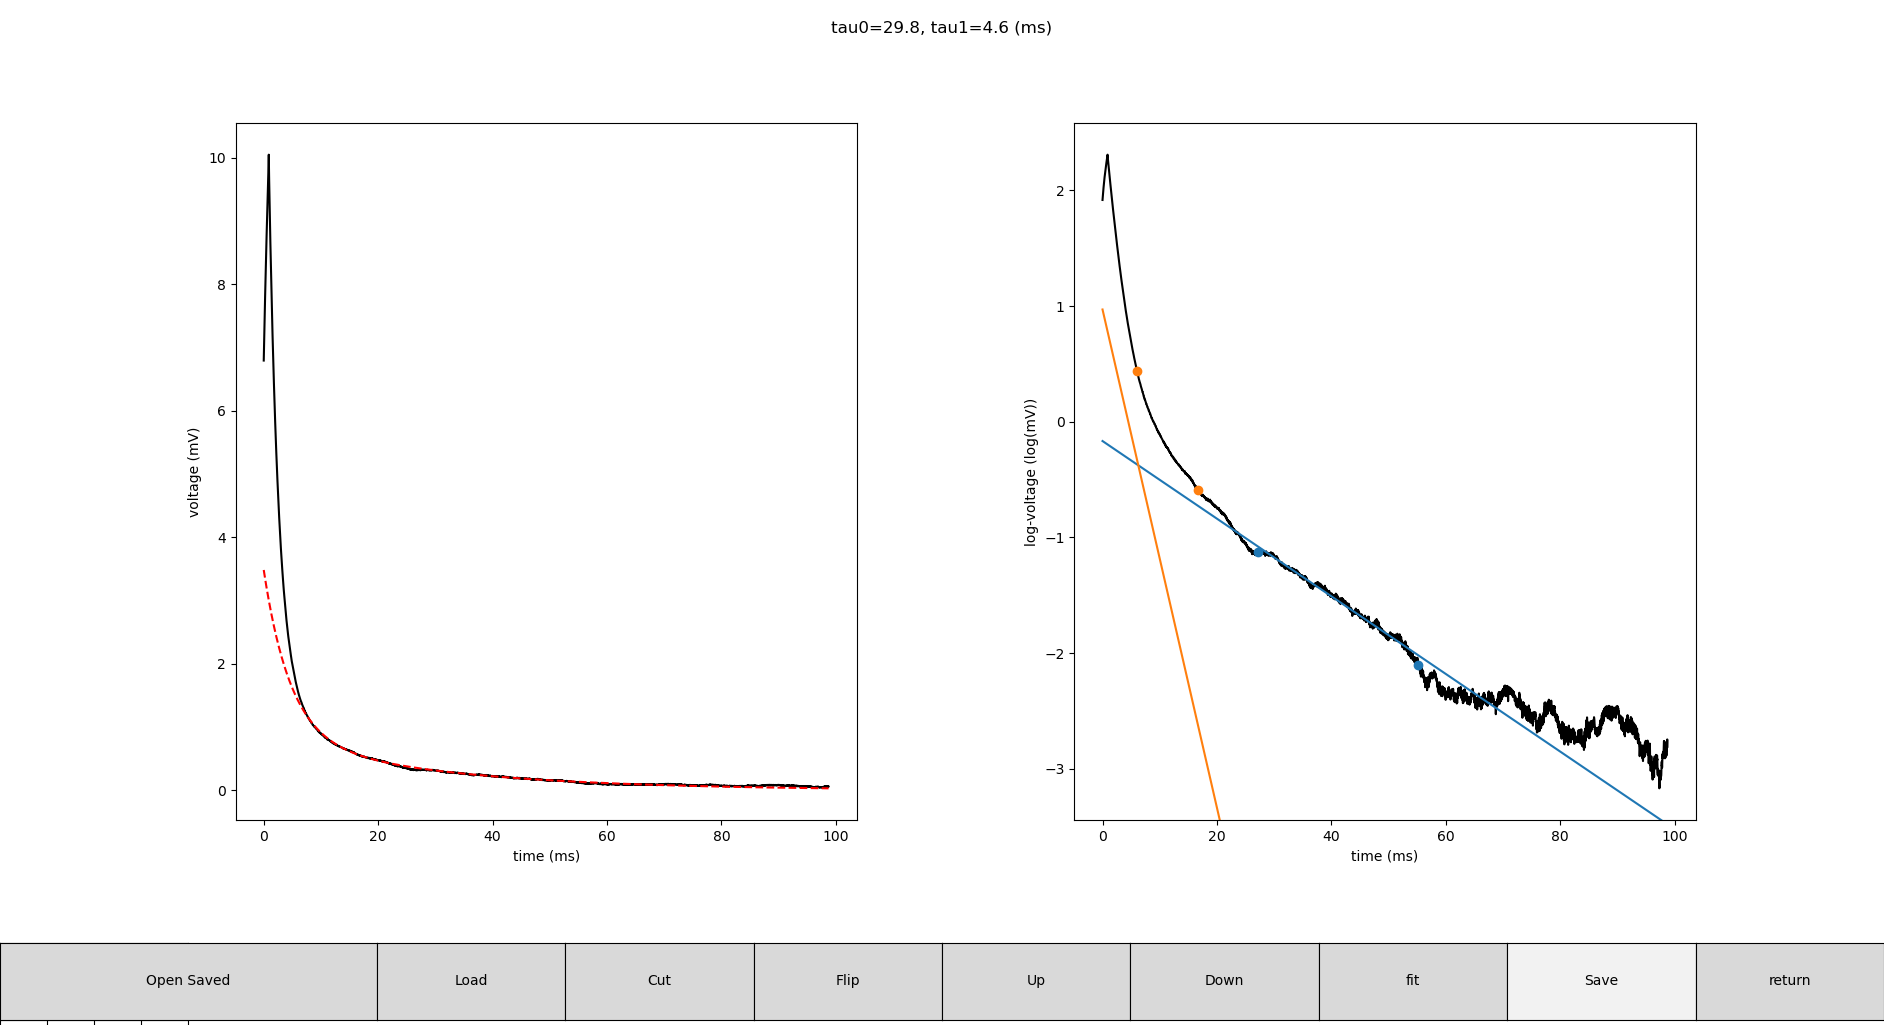 tau0=29.8, tau1=4.6 (ms)
voltage (mV)
10
8
6
4
2
0
0 20 40 60 80 100
time (ms)
log-voltage (log(mV))
2
1
0
−1
−2
−3
0 20 40 60 80 100
time (ms)
Open Saved Load Cut Flip Up Down fit Save return